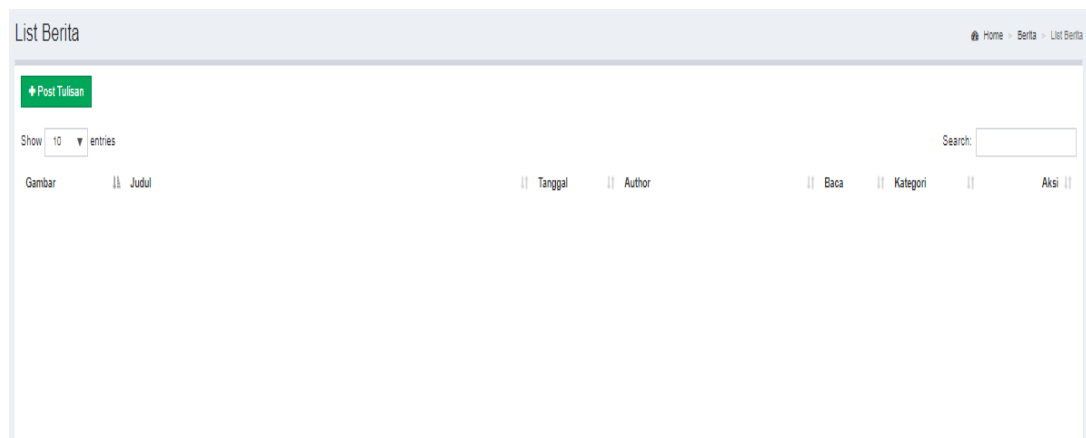 List Berita
Home > Berita > List Berita
+ Post Tulisan
Show 10 entries
Search:
Gambar Judul Tanggal Author Baca Kategori Aksi